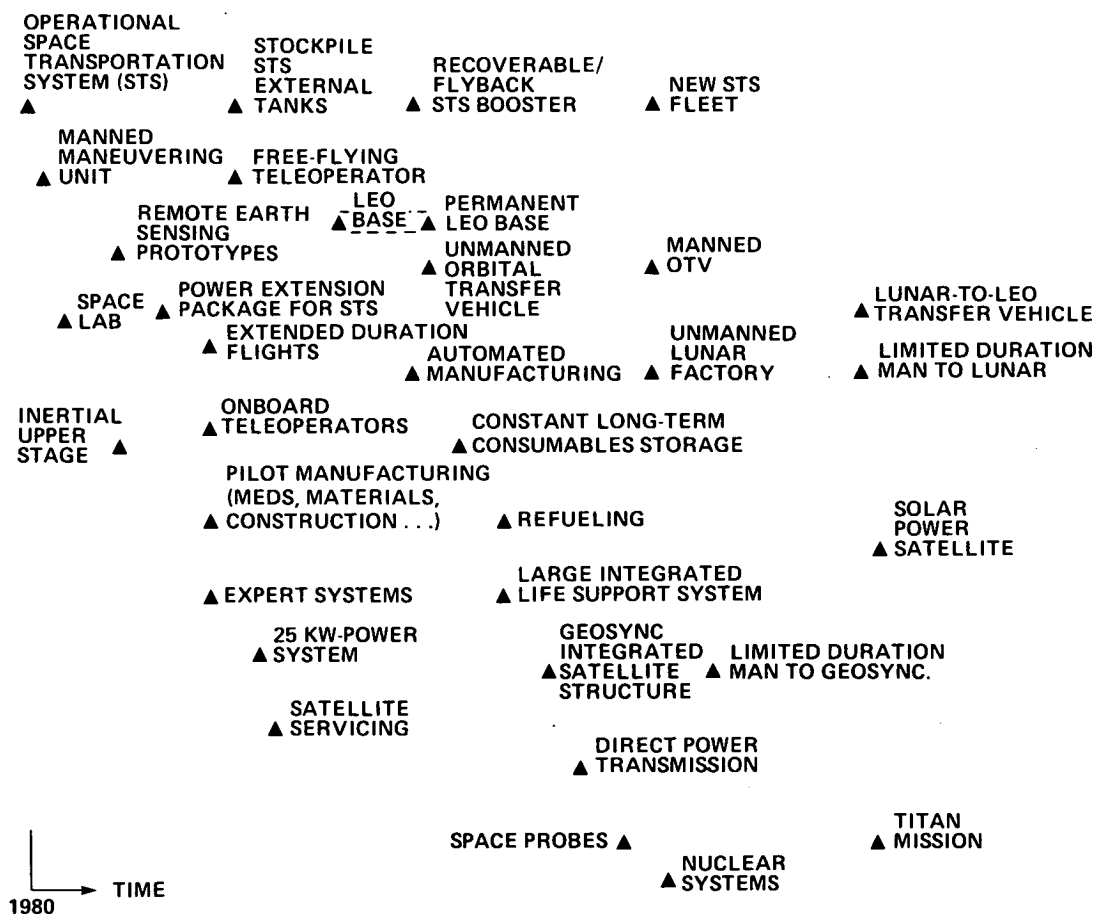 OPERATIONAL
SPACE
TRANSPORTATION
SYSTEM (STS)
STOCKPILE
STS
EXTERNAL
TANKS
RECOVERABLE/
FLYBACK
STS BOOSTER
NEW STS
FLEET
MANNED
MANEUVERING
UNIT
FREE-FLYING
TELEOPERATOR
LEO
BASE
PERMANENT
LEO BASE
REMOTE EARTH
SENSING
PROTOTYPES
UNMANNED
ORBITAL
TRANSFER
VEHICLE
MANNED
OTV
SPACE
LAB
POWER EXTENSION
PACKAGE FOR STS
LUNAR-TO-LEO
TRANSFER VEHICLE
EXTENDED DURATION
FLIGHTS
AUTOMATED
MANUFACTURING
UNMANNED
LUNAR
FACTORY
LIMITED DURATION
MAN TO LUNAR
INERTIAL
UPPER
STAGE
ONBOARD
TELEOPERATORS
CONSTANT LONG-TERM
CONSUMABLES STORAGE
PILOT MANUFACTURING
(MEDS, MATERIALS,
CONSTRUCTION . . .)
REFUELING
SOLAR
POWER
SATELLITE
EXPERT SYSTEMS
LARGE INTEGRATED
LIFE SUPPORT SYSTEM
25 KW-POWER
SYSTEM
GEOSYNC
INTEGRATED
SATELLITE
STRUCTURE
LIMITED DURATION
MAN TO GEOSYNC.
SATELLITE
SERVICING
DIRECT POWER
TRANSMISSION
SPACE PROBES
TITAN
MISSION
NUCLEAR
SYSTEMS
TIME
1980